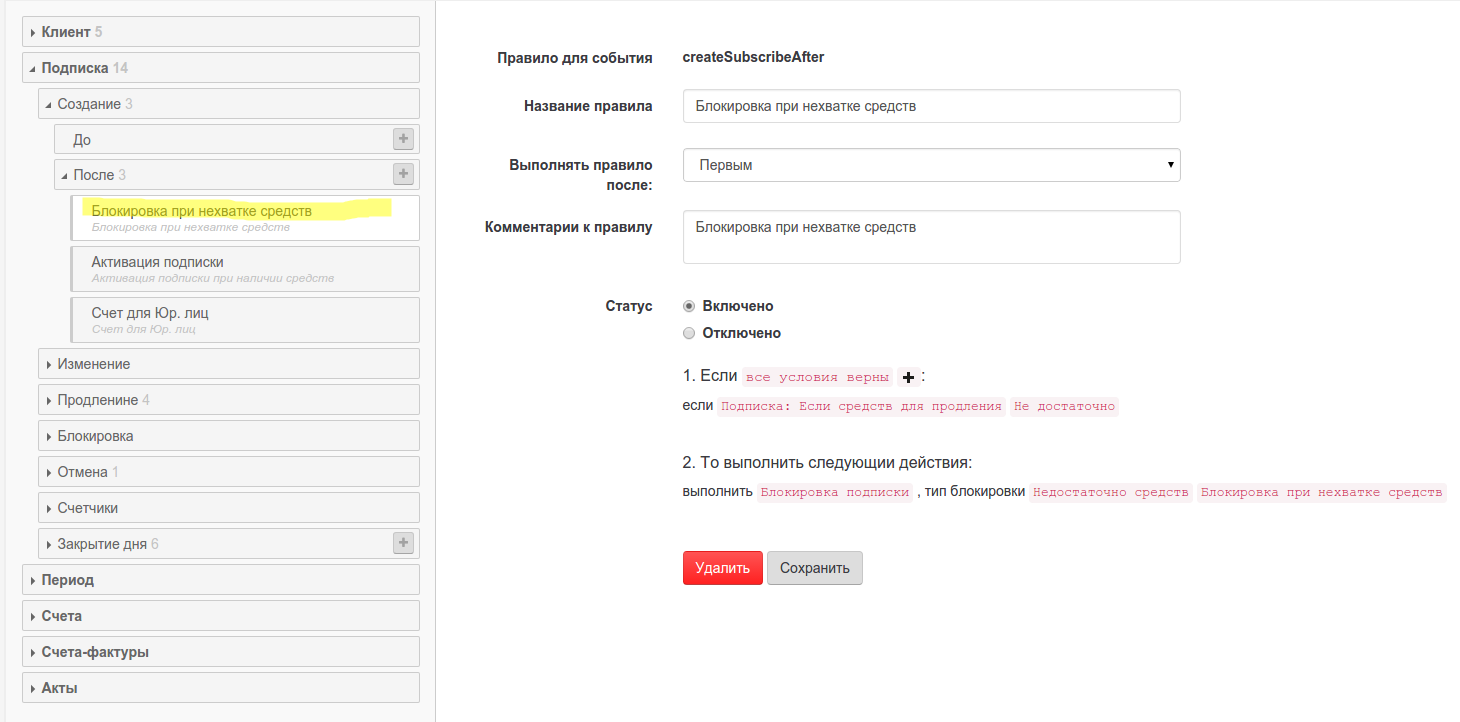 Клиент 5
Подписка 14
Создание 3
До
После 3
Блокировка при нехватке средств
Блокировка при нехватке средств
Активация подписки
Активация подписки при наличии средств
Счет для Юр. лиц
Счет для Юр. лиц
Изменение
Продленине 4
Блокировка
Отмена 1
Счетчики
Закрытие дня 6
Период
Счета
Счета-фактуры
Акты
Правило для события createSubscribeAfter
Название правила Блокировка при нехватке средств
Выполнять правило Первым
после:
Комментарии к правилу Блокировка при нехватке средств
Статус Включено
Отключено
1. Если все условия верны + :
если Подписка: Если средств для продления Не достаточно
2. То выполнить следующии действия:
выполнить Блокировка подписки , тип блокировки Недостаточно средств Блокировка при нехватке средств
Удалить Сохранить